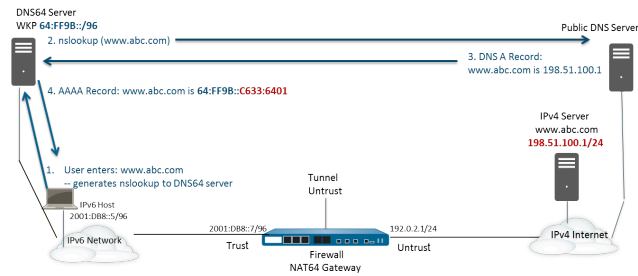 DNS64 Server
WKP 64:FF9B::/96
Public DNS Server
2. nslookup (www.abc.com)
3. DNS A Record:
www.abc.com is 198.51.100.1
4. AAAA Record: www.abc.com is 64:FF9B::C633:6401
IPv4 Server
www.abc.com
198.51.100.1/24
1. User enters: www.abc.com
-- generates nslookup to DNS64 server
Tunnel
Untrust
IPv6 Host
2001:DB8::5/96
2001:DB8::7/96
192.0.2.1/24
IPv6 Network
Trust
Untrust
IPv4 Internet
Firewall
NAT64 Gateway